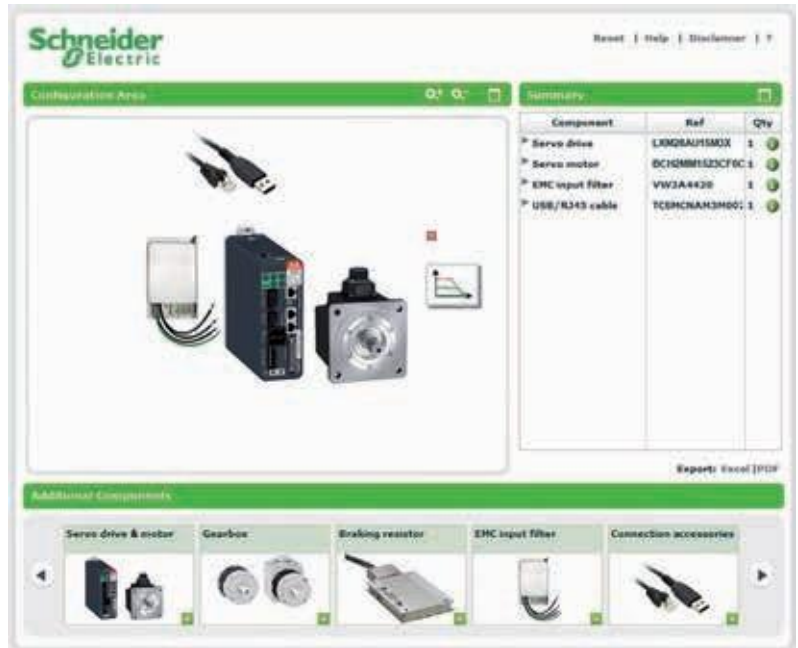 Schneider
Electric
Reset | Help | Disclaimer | ?
Configuration Area
Summary
Component Ref Qty
Servo drive LXM28AU15M3X 1
Servo motor 1
EMC input filter VW3A4420 1
USB/RJ45 cable 1
Export: Excel |PDF
Additional Components
Servo drive & motor
Gearbox
Braking resistor
EMC input filter
Connection accessories